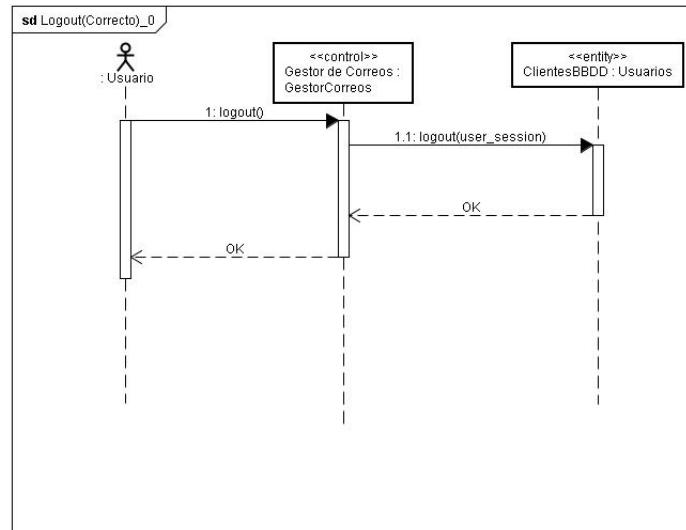 sd Logout(Correcto)_0
: Usuario
<<control>>
Gestor de Correos :
GestorCorreos
<<entity>>
ClientesBBDD : Usuarios
1: logout()
1.1: logout(user_session)
OK
OK